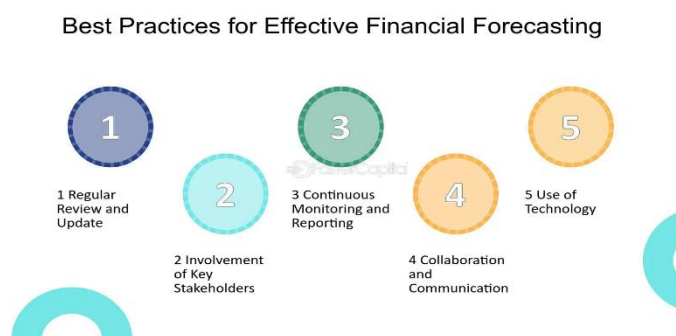 Best Practices for Effective Financial Forecasting
1
2
3
4
5
FasterCapital
1 Regular
Review and
Update
2 Involvement
of Key
Stakeholders
3 Continuous
Monitoring and
Reporting
4 Collaboration
and
Communication
5 Use of
Technology